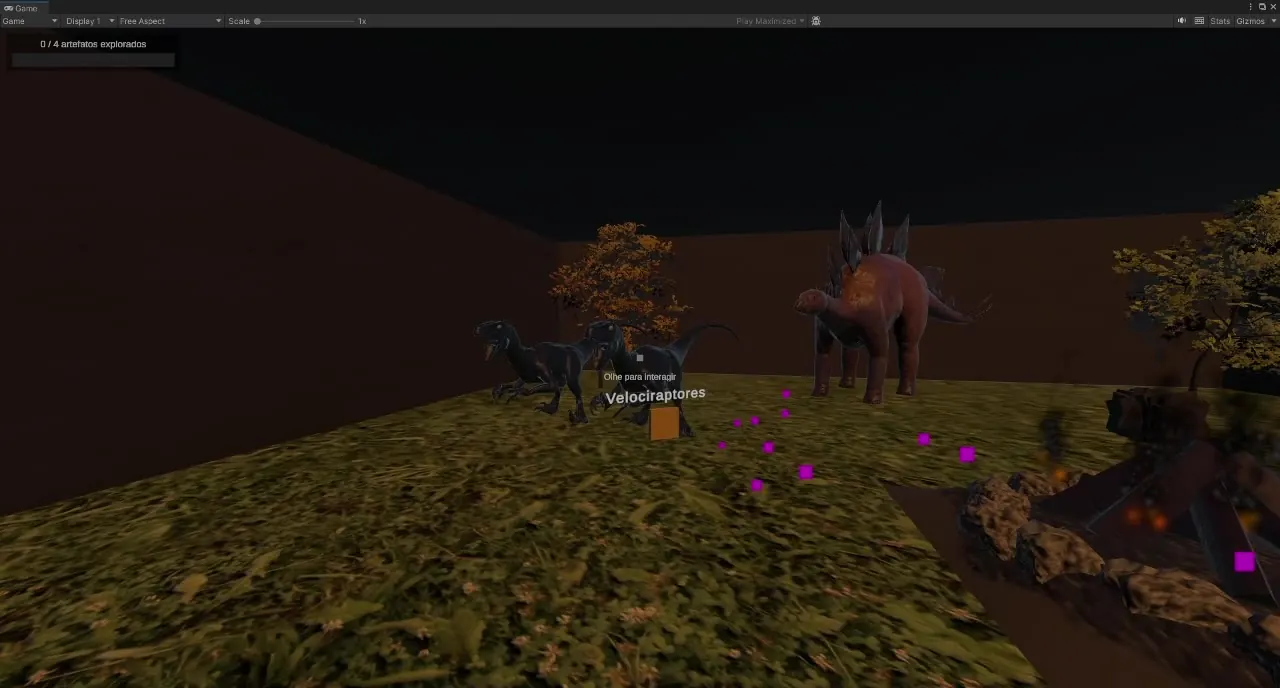 Game
Game Display 1 Free Aspect Scale 1x Play Maximized Stats Gizmos
0 / 4 artefatos explorados
Olhe para interagir
Velociraptores